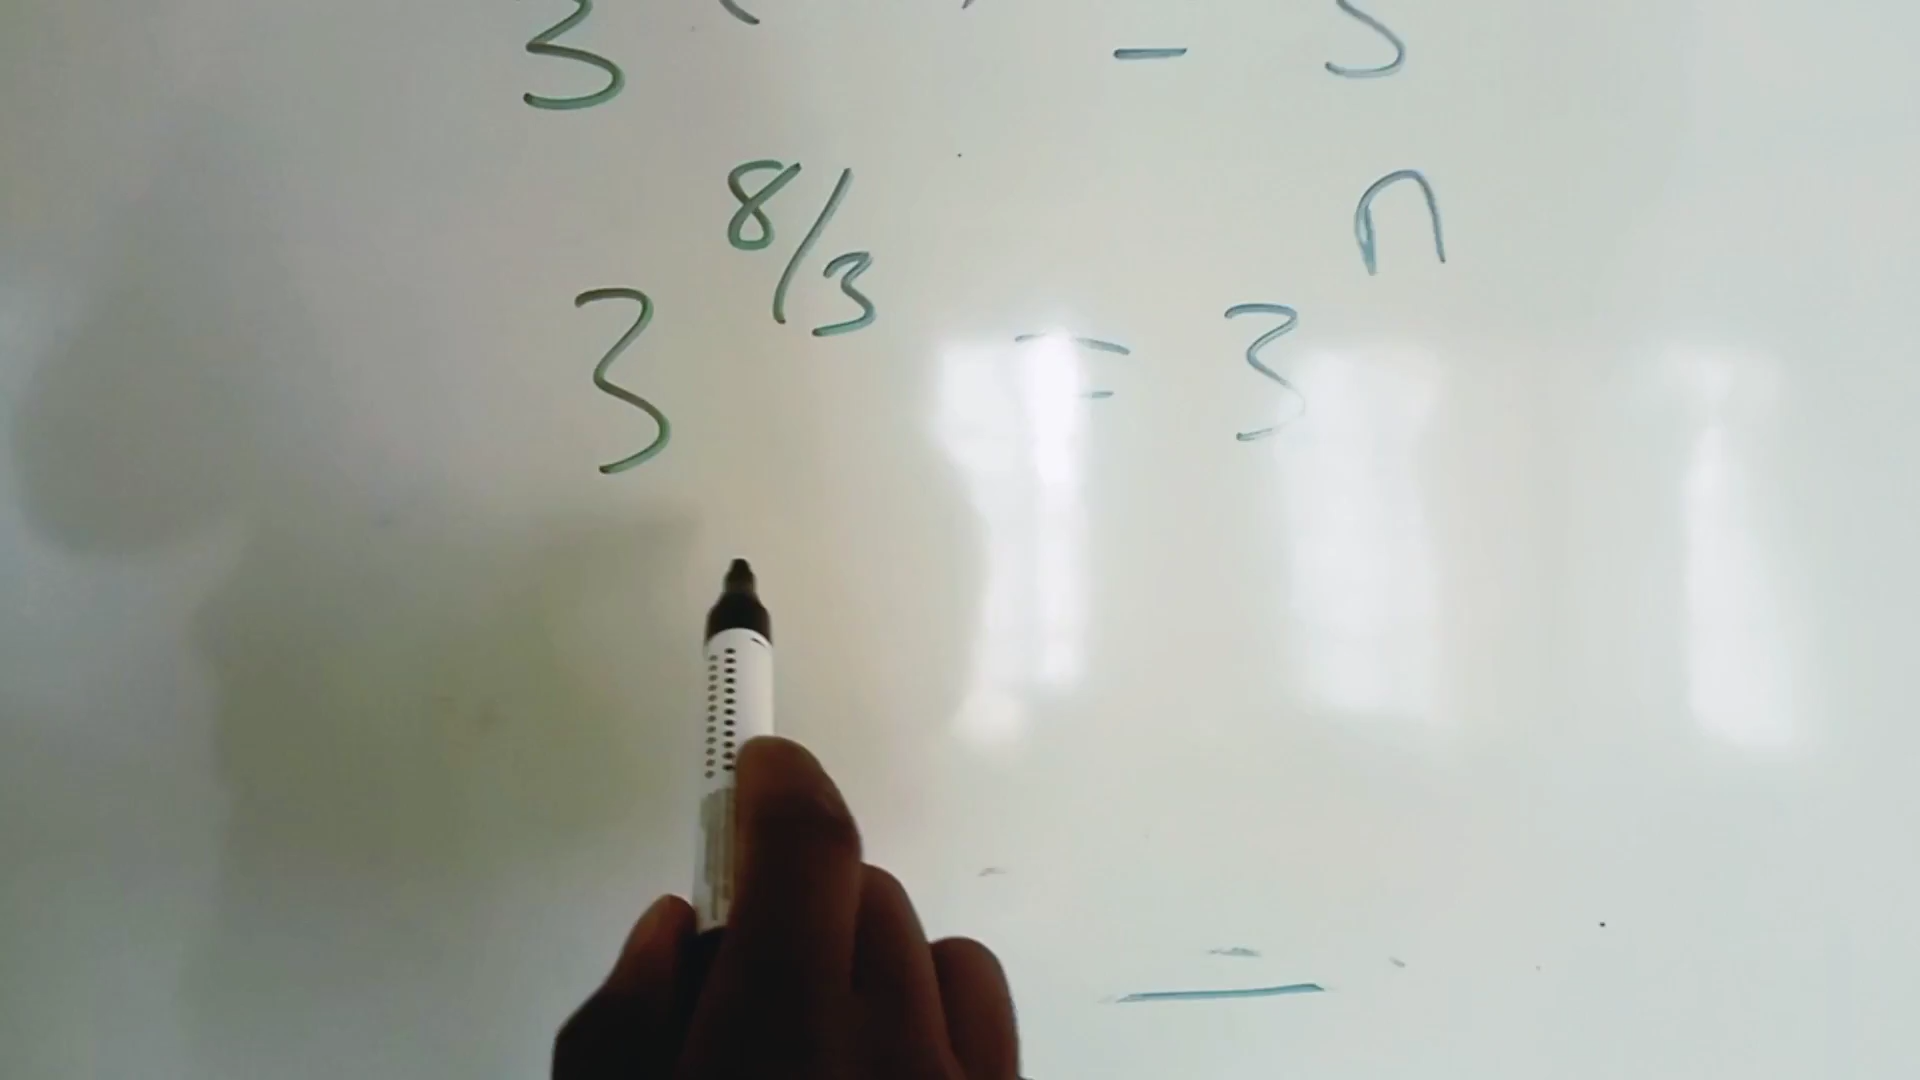 3 = 3
3^8/3 = 3^n